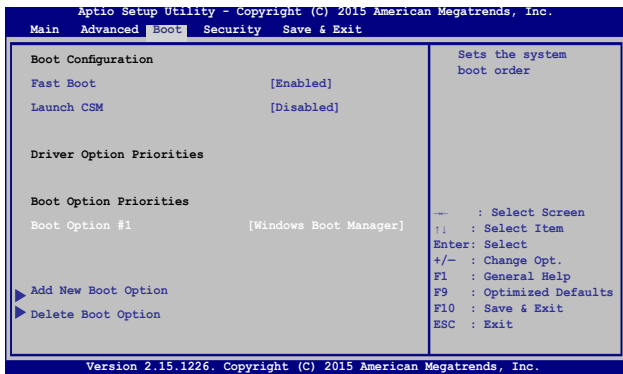 Aptio Setup Utility - Copyright (C) 2015 American Megatrends, Inc.
Main Advanced Boot Security Save & Exit
Boot Configuration
Fast Boot [Enabled]
Launch CSM [Disabled]
Driver Option Priorities
Boot Option Priorities
Boot Option #1 [Windows Boot Manager]
Add New Boot Option
Delete Boot Option
Sets the system
boot order
→← : Select Screen
↑↓ : Select Item
Enter: Select
+/— : Change Opt.
F1 : General Help
F9 : Optimized Defaults
F10 : Save & Exit
ESC : Exit
Version 2.15.1226. Copyright (C) 2015 American Megatrends, Inc.